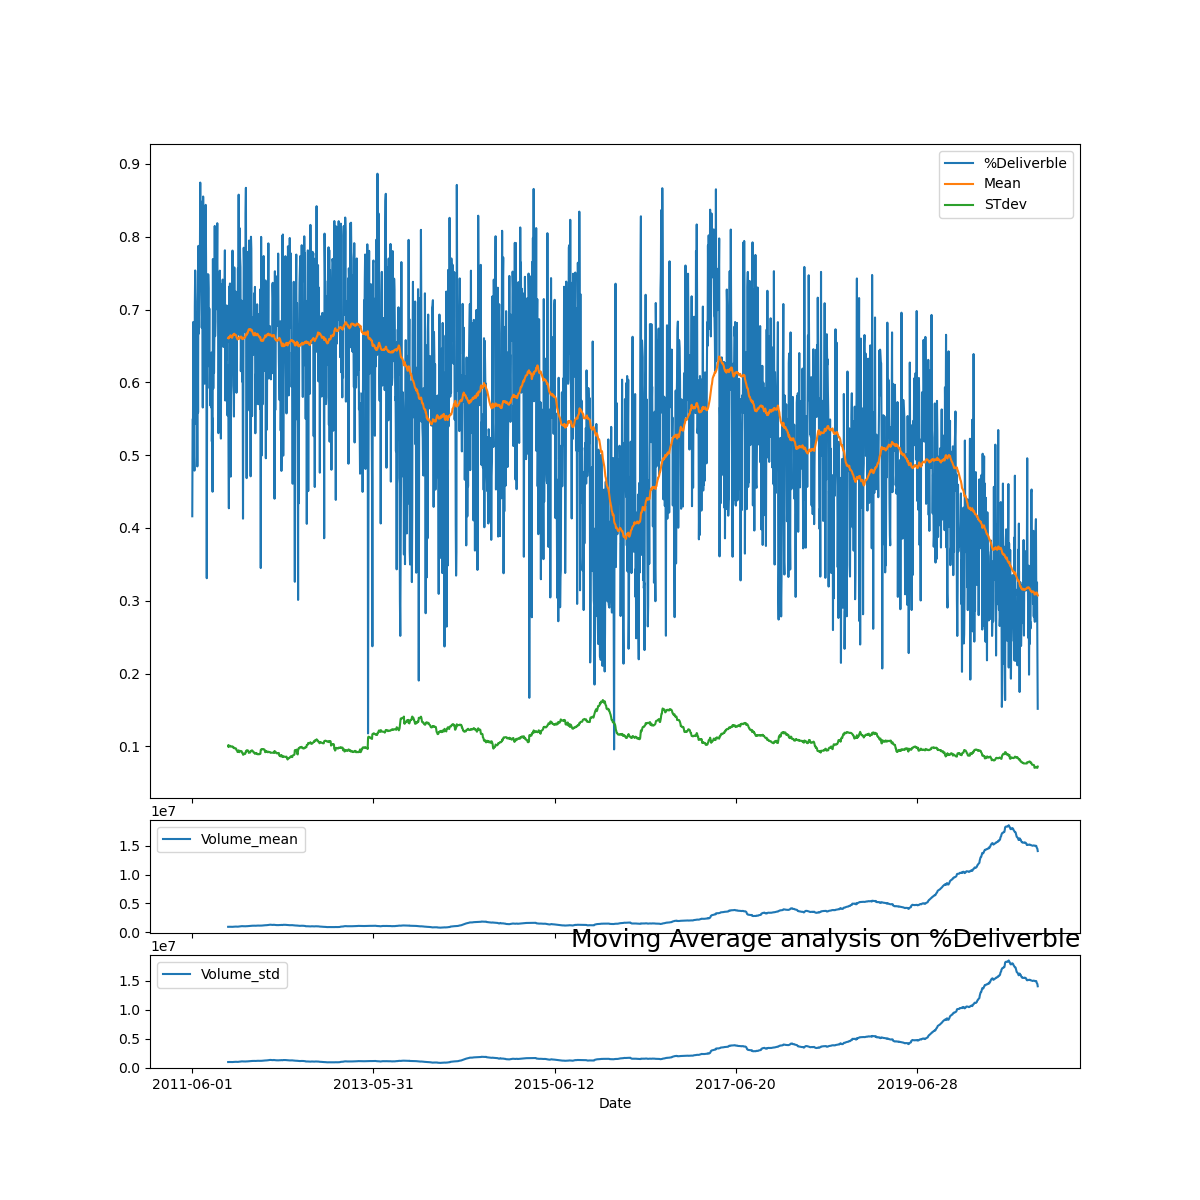 0.9
0.8
0.7
0.6
0.5
0.4
0.3
0.2
0.1
%Deliverble
Mean
STdev
1e7
1.5
1.0
0.5
0.0
Volume_mean
Moving Average analysis on %Deliverble
1e7
1.5
1.0
0.5
0.0
Volume_std
2011-06-01 2013-05-31 2015-06-12 2017-06-20 2019-06-28
Date